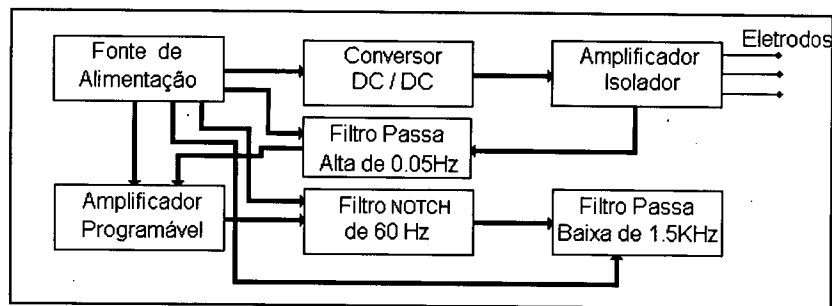 Fonte de
Alimentação
Conversor
DC / DC
Amplificador
Isolador
Eletrodos
Filtro Passa
Alta de 0.05Hz
Amplificador
Programável
Filtro NOTCH
de 60 Hz
Filtro Passa
Baixa de 1.5KHz